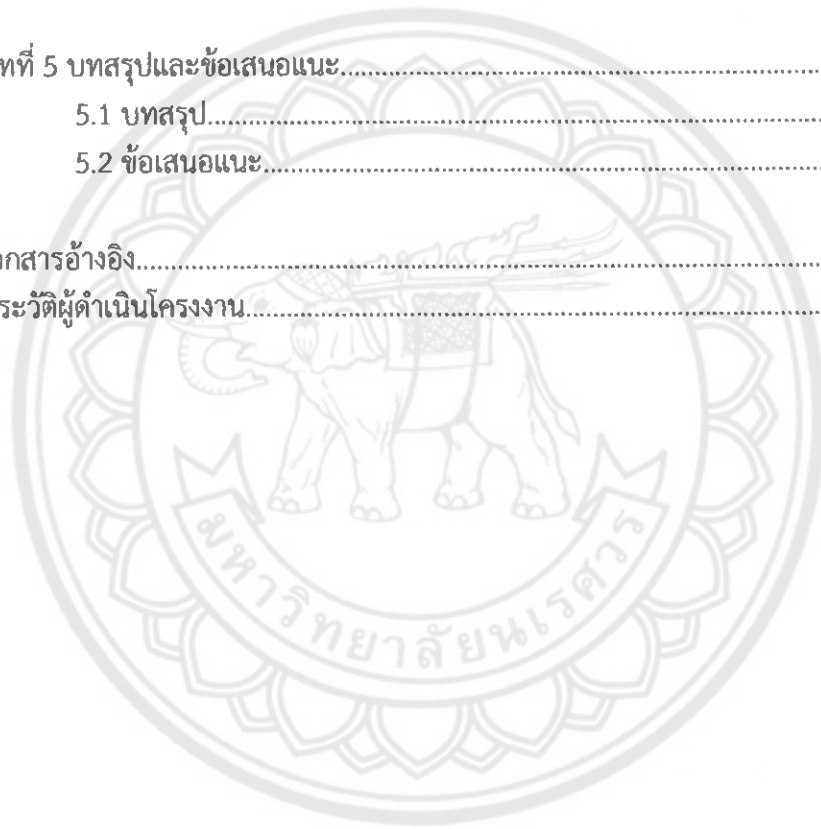 ทที่ 5 บทสรุปและข้อเสนอแนะ................................................................
5.1 บทสรุป................................................................
5.2 ข้อเสนอแนะ................................................................
อกสารอ้างอิง................................................................
ระวัติผู้ดำเนินโครงงาน................................................................
มหาวิทยาลัยนเรศวร